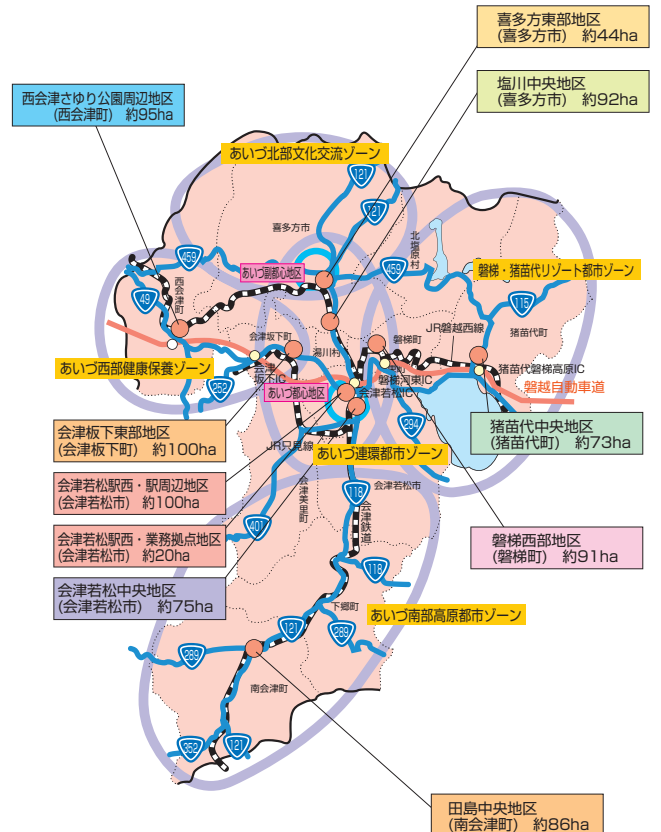 喜多方東部地区
(喜多方市) 約44ha
塩川中央地区
(喜多方市) 約92ha
西会津さゆり公園周辺地区
(西会津町) 約95ha
あいづ北部文化交流ゾーン
121
121
喜多方市
北塩原村
459
あいづ副都心地区
459
磐梯・猪苗代リゾート都市ゾーン
西会津町
49
115
JR磐越西線
猪苗代町
会津坂下町
湯川村
磐梯町
あいづ西部健康保養ゾーン
会津
坂下IC
磐梯河東IC
猪苗代磐梯高原IC
磐越自動車道
252
あいづ都心地区
会津若松IC
294
会津板下東部地区
(会津板下町) 約100ha
JR只見線
あいづ連環都市ゾーン
猪苗代中央地区
(猪苗代町) 約73ha
会津若松駅西・駅周辺地区
(会津若松市) 約100ha
会津美里町
118
会津若松市
会津鉄道
401
会津若松駅西・業務拠点地区
(会津若松市) 約20ha
磐梯西部地区
(磐梯町) 約91ha
118
会津若松中央地区
(会津若松市) 約75ha
下郷町
あいづ南部高原都市ゾーン
121
289
289
南会津町
352
121
田島中央地区
(南会津町) 約86ha